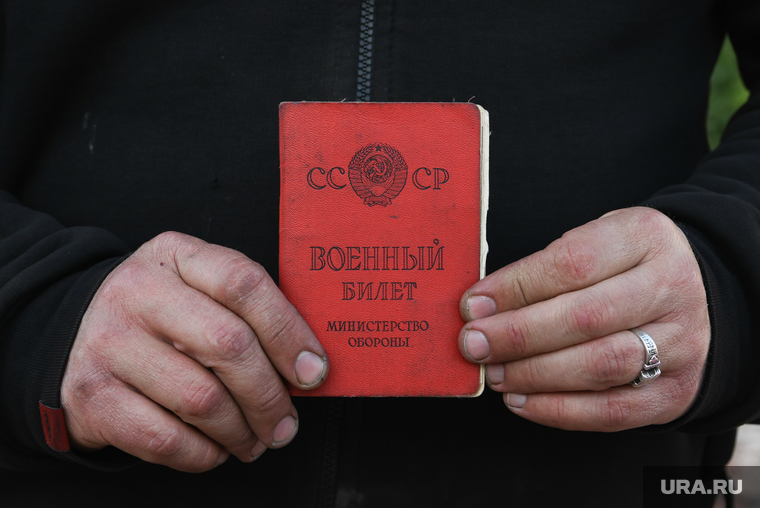 СССР
ВОЕННЫЙ
БИЛЕТ
МИНИСТЕРСТВО
ОБОРОНЫ
URA.RU